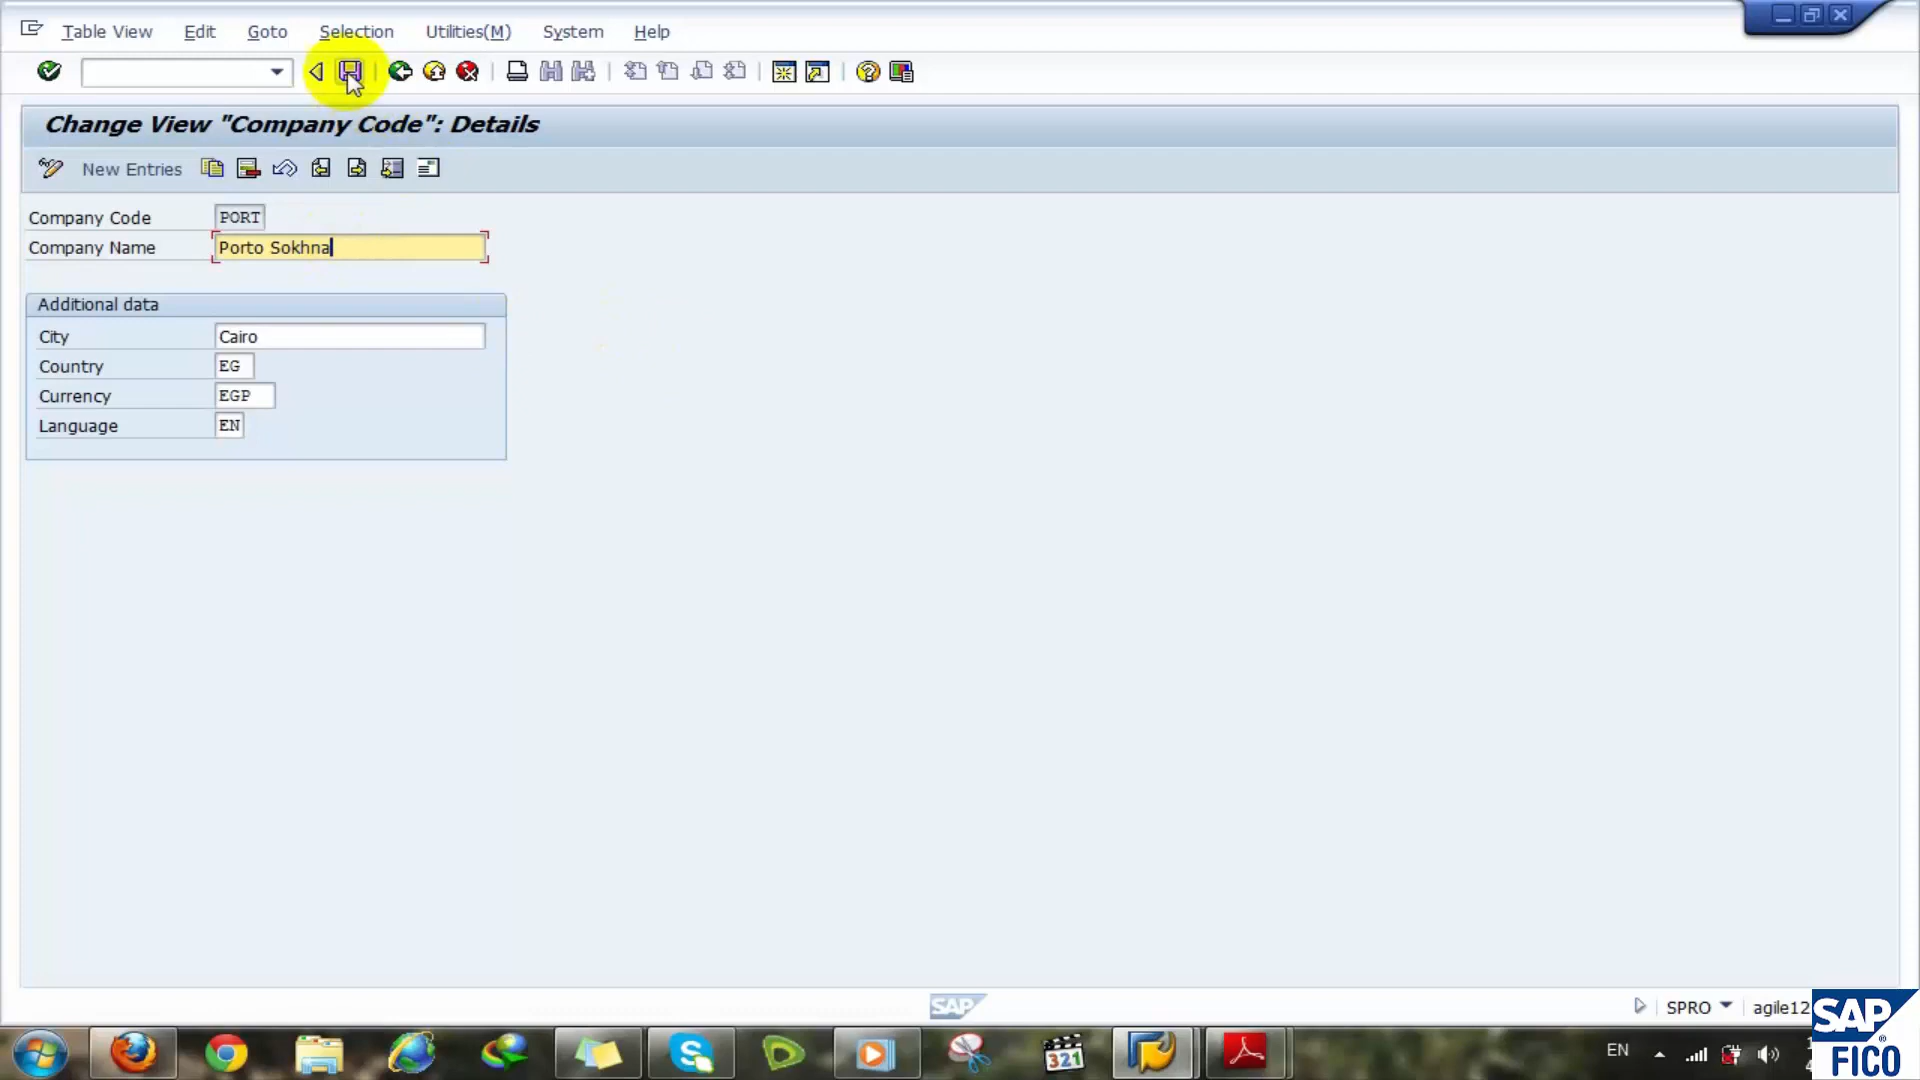 Table View Edit Goto Selection Utilities(M) System Help
Change View "Company Code": Details
New Entries
Company Code PORT
Company Name Porto Sokhna
Additional data
City Cairo
Country EG
Currency EGP
Language EN
SAP
SPRO agile12
SAP
FICO
321
EN